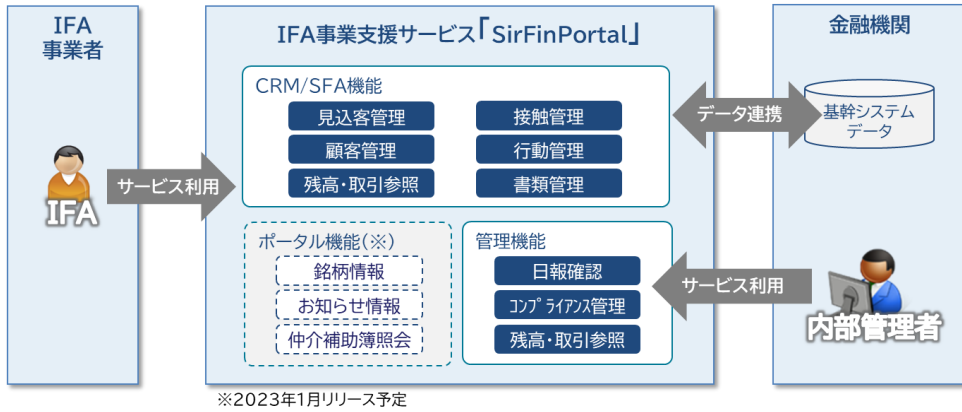 IFA
事業者
IFA
サービス利用
IFA事業支援サービス「SirFinPortal」
CRM/SFA機能
見込客管理
接触管理
顧客管理
行動管理
残高・取引参照
書類管理
ポータル機能(※)
銘柄情報
お知らせ情報
仲介補助簿照会
管理機能
日報確認
ｺﾝﾌﾟﾗｲｱﾝｽ管理
残高・取引参照
※2023年1月リリース予定
金融機関
データ連携
基幹システム
データ
サービス利用
内部管理者